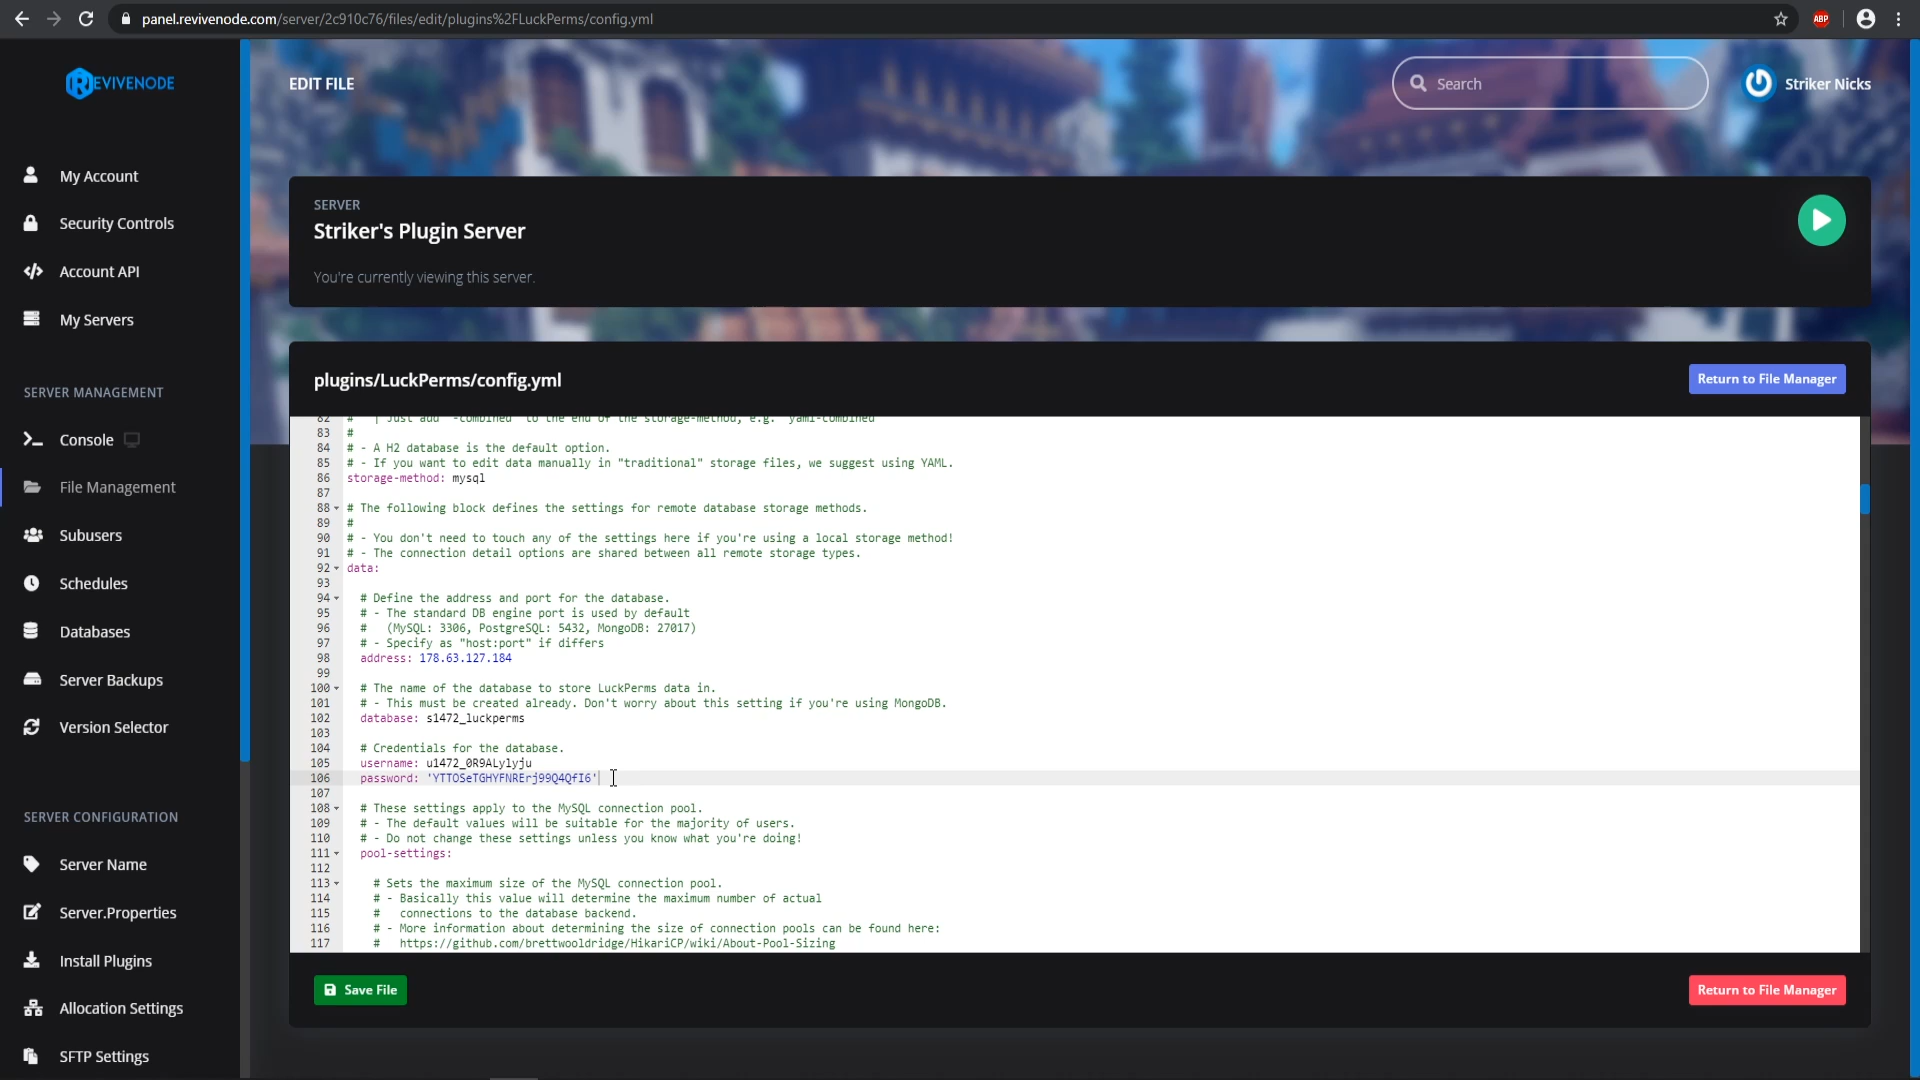 panel.revivenode.com/server/2c910c76/files/edit/plugins%2FLuckPerms/config.yml
ABP
REVIVENODE
EDIT FILE
Search
Striker Nicks
My Account
Security Controls
Account API
My Servers
SERVER MANAGEMENT
Console
File Management
Subusers
Schedules
Databases
Server Backups
Version Selector
SERVER CONFIGURATION
Server Name
Server.Properties
Install Plugins
Allocation Settings
SFTP Settings
SERVER
Striker's Plugin Server
You're currently viewing this server.
plugins/LuckPerms/config.yml
Return to File Manager
82 # | Just add "-combined" to the end of the storage-method, e.g. "yaml-combined"
83 #
84 # - A H2 database is the default option.
85 # - If you want to edit data manually in "traditional" storage files, we suggest using YAML.
86 storage-method: mysql
87
88 # The following block defines the settings for remote database storage methods.
89 #
90 # - You don't need to touch any of the settings here if you're using a local storage method!
91 # - The connection detail options are shared between all remote storage types.
92 data:
93
94 # Define the address and port for the database.
95 # - The standard DB engine port is used by default
96 # (MySQL: 3306, PostgreSQL: 5432, MongoDB: 27017)
97 # - Specify as "host:port" if differs
98 address: 178.63.127.184
99
100 # The name of the database to store LuckPerms data in.
101 # - This must be created already. Don't worry about this setting if you're using MongoDB.
102 database: s1472_luckperms
103
104 # Credentials for the database.
105 username: u1472_0R9ALy1yju
106 password: 'YTTOSeTGHYFNRErj99Q4QfI6'
107
108 # These settings apply to the MySQL connection pool.
109 # - The default values will be suitable for the majority of users.
110 # - Do not change these settings unless you know what you're doing!
111 pool-settings:
112
113 # Sets the maximum size of the MySQL connection pool.
114 # - Basically this value will determine the maximum number of actual
115 # connections to the database backend.
116 # - More information about determining the size of connection pools can be found here:
117 # https://github.com/brettwooldridge/HikariCP/wiki/About-Pool-Sizing
Save File
Return to File Manager